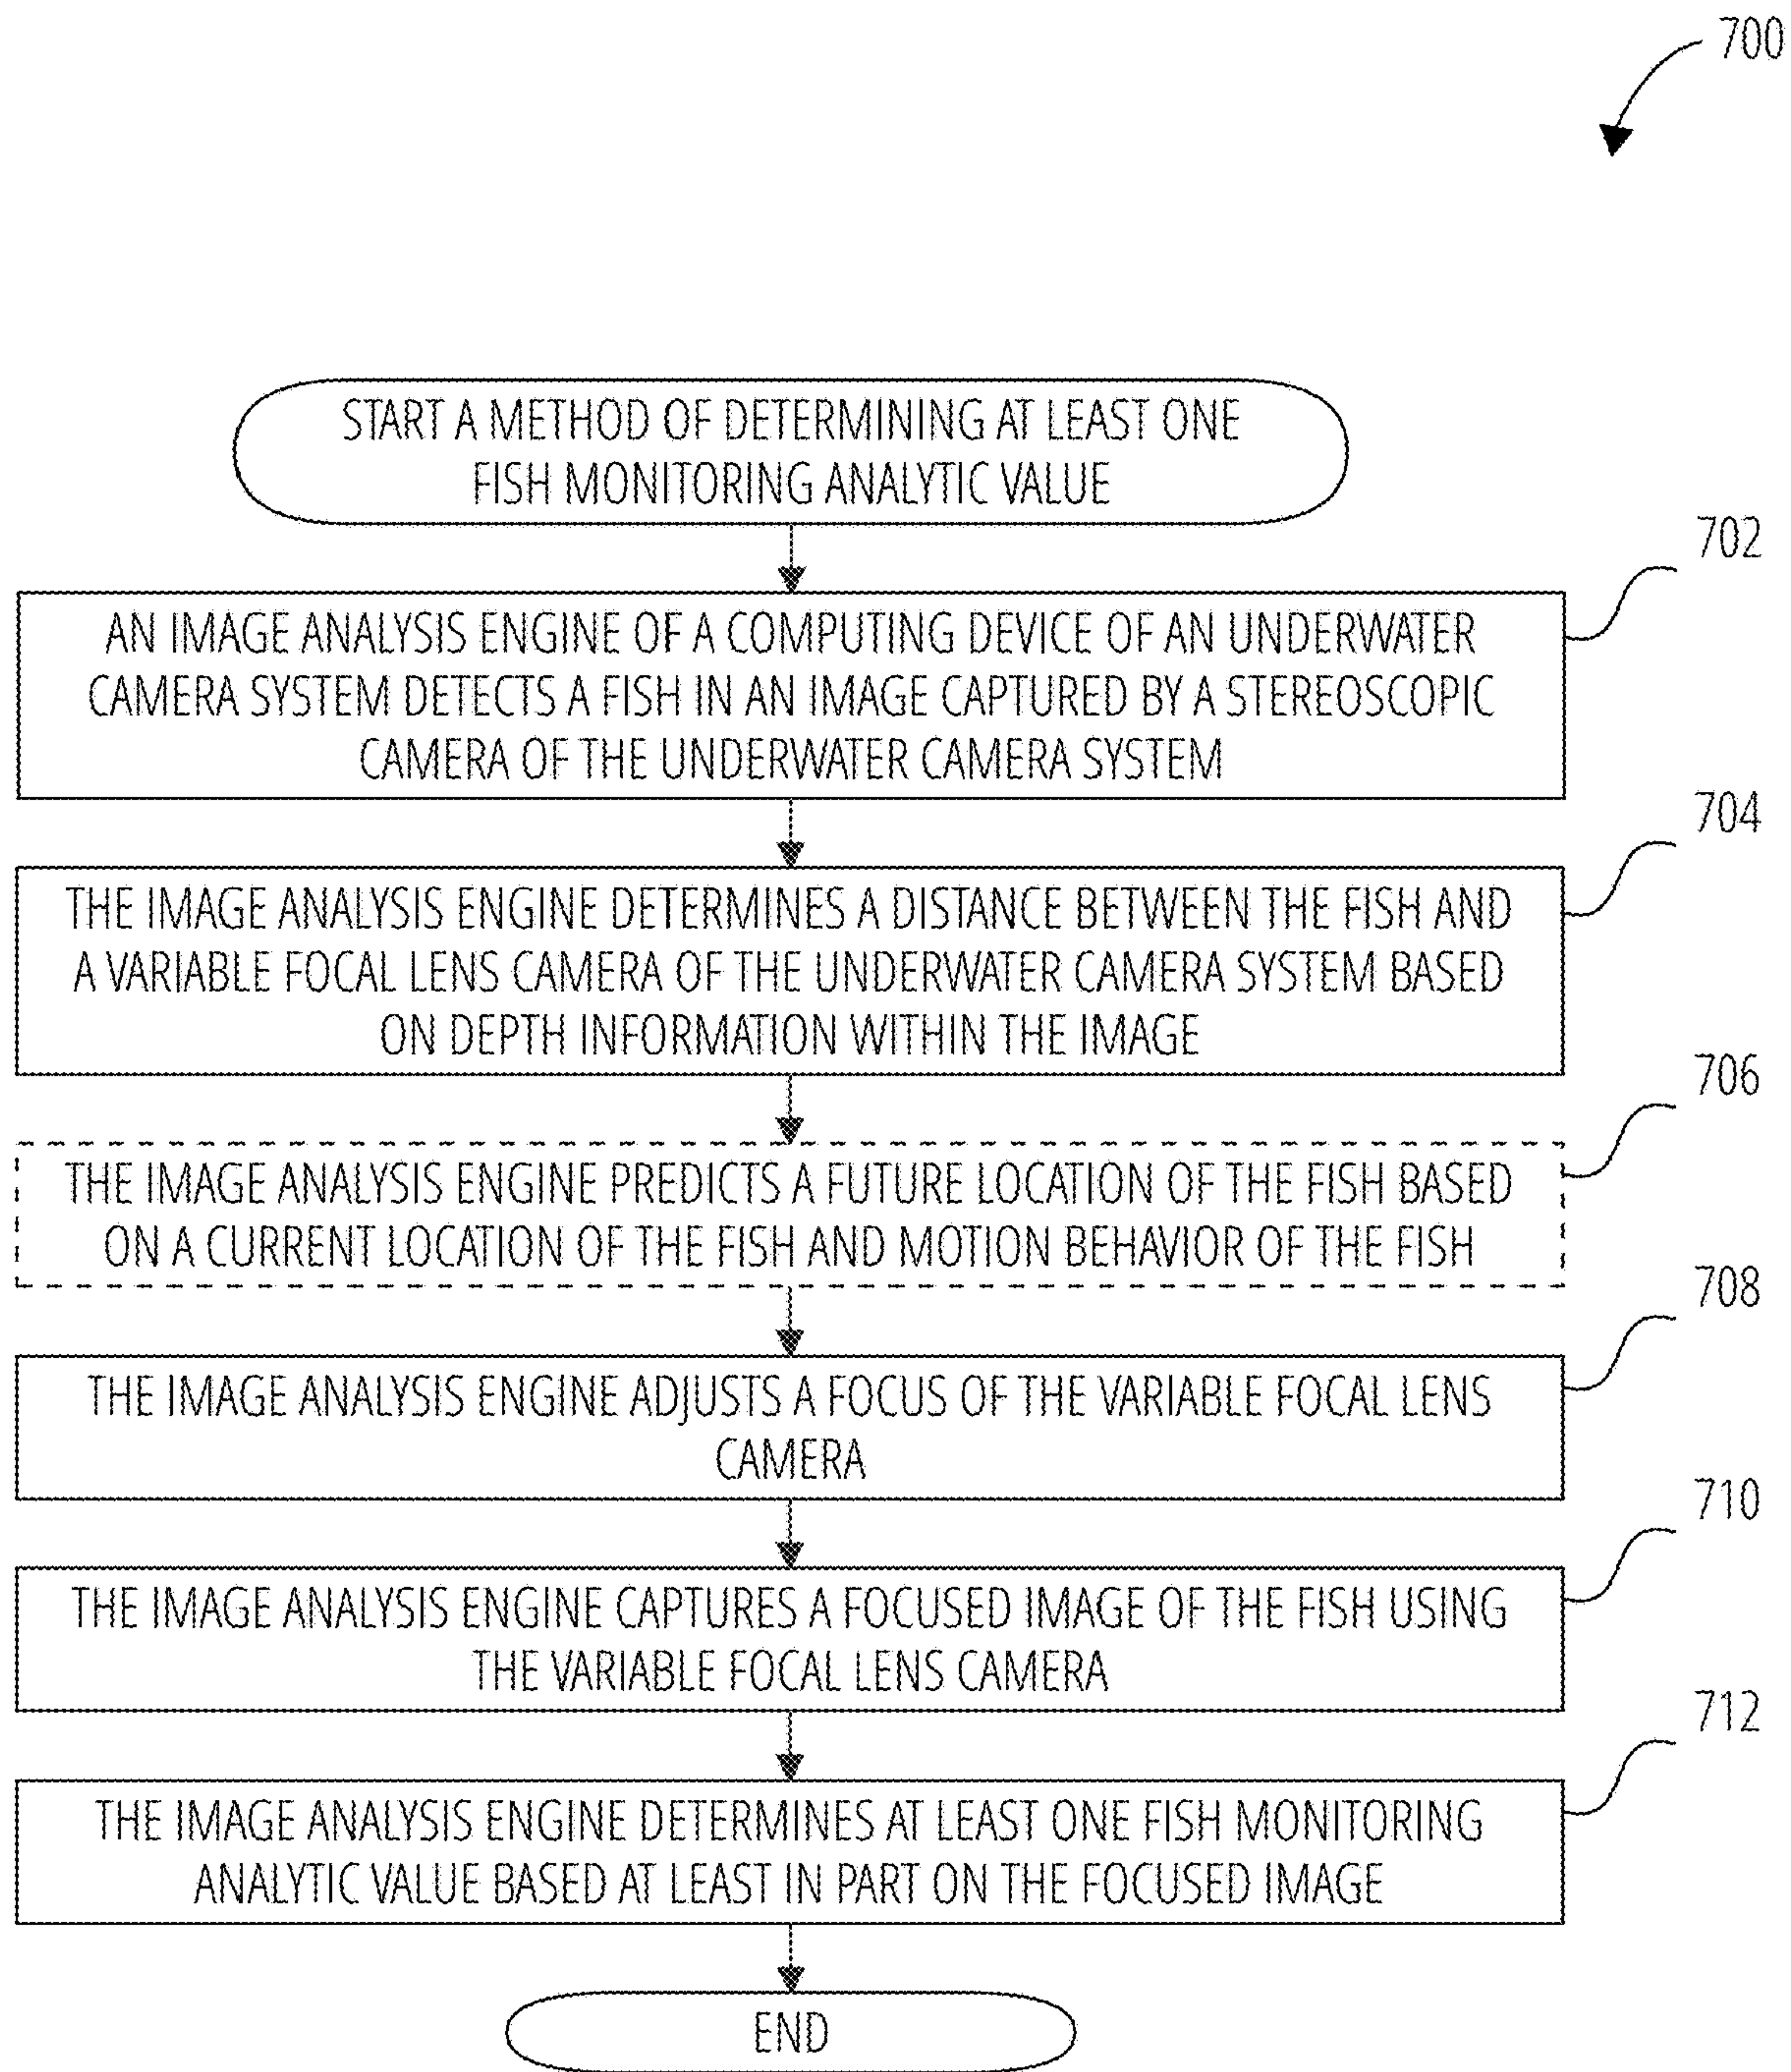 700
START A METHOD OF DETERMINING AT LEAST ONE
FISH MONITORING ANALYTIC VALUE
702
AN IMAGE ANALYSIS ENGINE OF A COMPUTING DEVICE OF AN UNDERWATER
CAMERA SYSTEM DETECTS A FISH IN AN IMAGE CAPTURED BY A STEREOSCOPIC
CAMERA OF THE UNDERWATER CAMERA SYSTEM
704
THE IMAGE ANALYSIS ENGINE DETERMINES A DISTANCE BETWEEN THE FISH AND
A VARIABLE FOCAL LENS CAMERA OF THE UNDERWATER CAMERA SYSTEM BASED
ON DEPTH INFORMATION WITHIN THE IMAGE
706
THE IMAGE ANALYSIS ENGINE PREDICTS A FUTURE LOCATION OF THE FISH BASED
ON A CURRENT LOCATION OF THE FISH AND MOTION BEHAVIOR OF THE FISH
708
THE IMAGE ANALYSIS ENGINE ADJUSTS A FOCUS OF THE VARIABLE FOCAL LENS
CAMERA
710
THE IMAGE ANALYSIS ENGINE CAPTURES A FOCUSED IMAGE OF THE FISH USING
THE VARIABLE FOCAL LENS CAMERA
712
THE IMAGE ANALYSIS ENGINE DETERMINES AT LEAST ONE FISH MONITORING
ANALYTIC VALUE BASED AT LEAST IN PART ON THE FOCUSED IMAGE
END